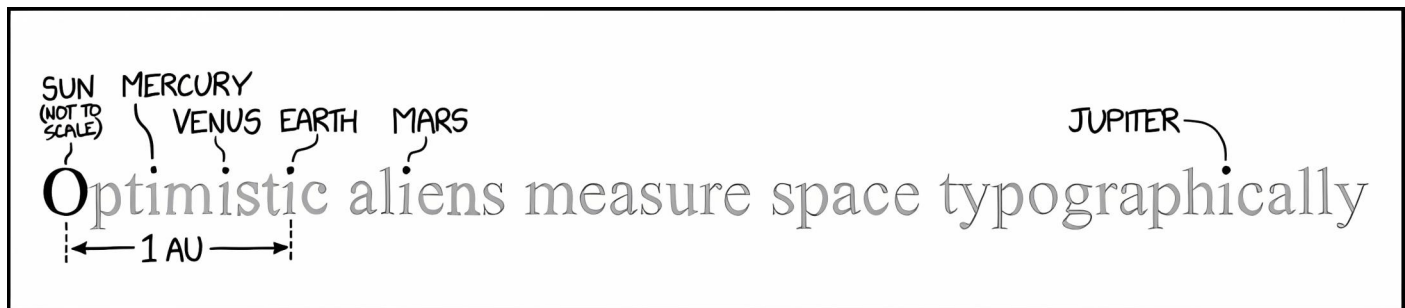 SUN MERCURY
(NOT TO
SCALE)
VENUS EARTH MARS JUPITER
Optimistic aliens measure space typographically
1 AU